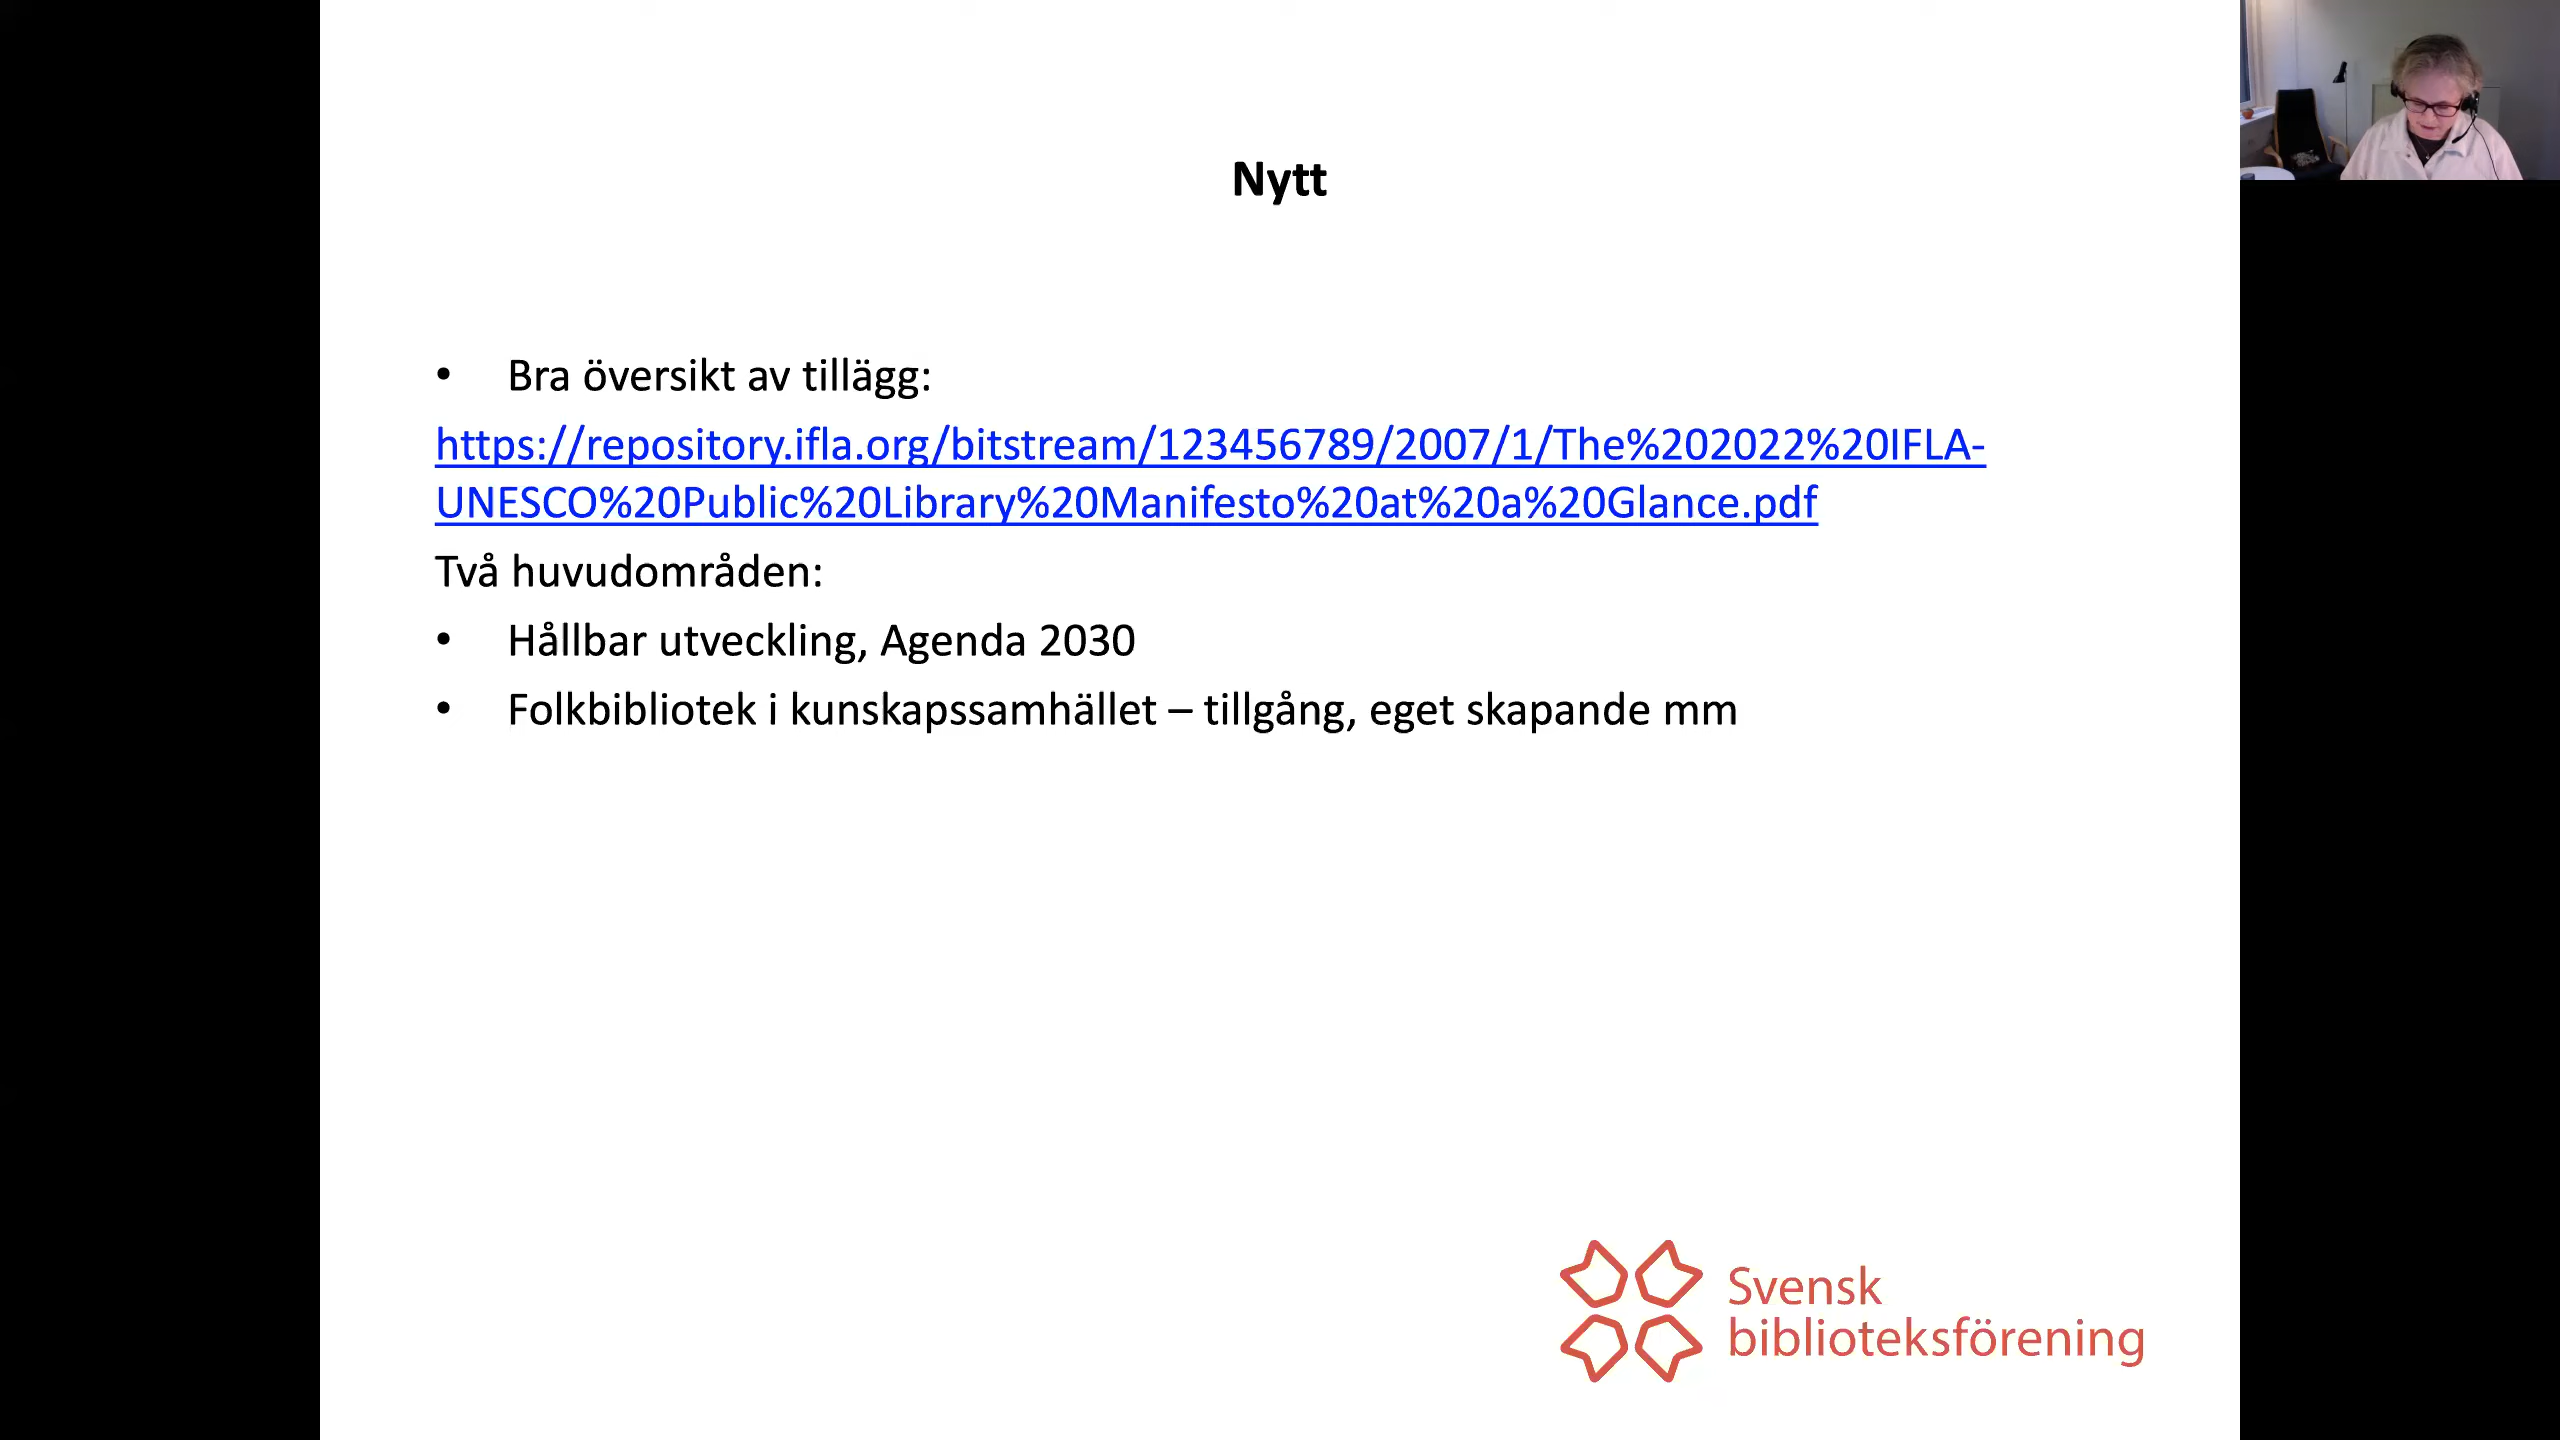 Nytt
• Bra översikt av tillägg:
https://repository.ifla.org/bitstream/123456789/2007/1/The%202022%20IFLA-
UNESCO%20Public%20Library%20Manifesto%20at%20a%20Glance.pdf
Två huvudområden:
• Hållbar utveckling, Agenda 2030
• Folkbibliotek i kunskapssamhället – tillgång, eget skapande mm
Svensk
biblioteksförening